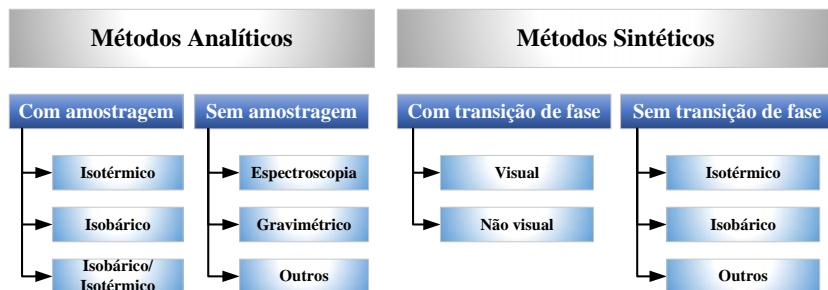 Métodos Analíticos
Métodos Sintéticos
Com amostragem
Sem amostragem
Com transição de fase
Sem transição de fase
Isotérmico
Espectroscopia
Visual
Isotérmico
Isobárico
Gravimétrico
Não visual
Isobárico
Isobárico/
Isotérmico
Outros
Outros